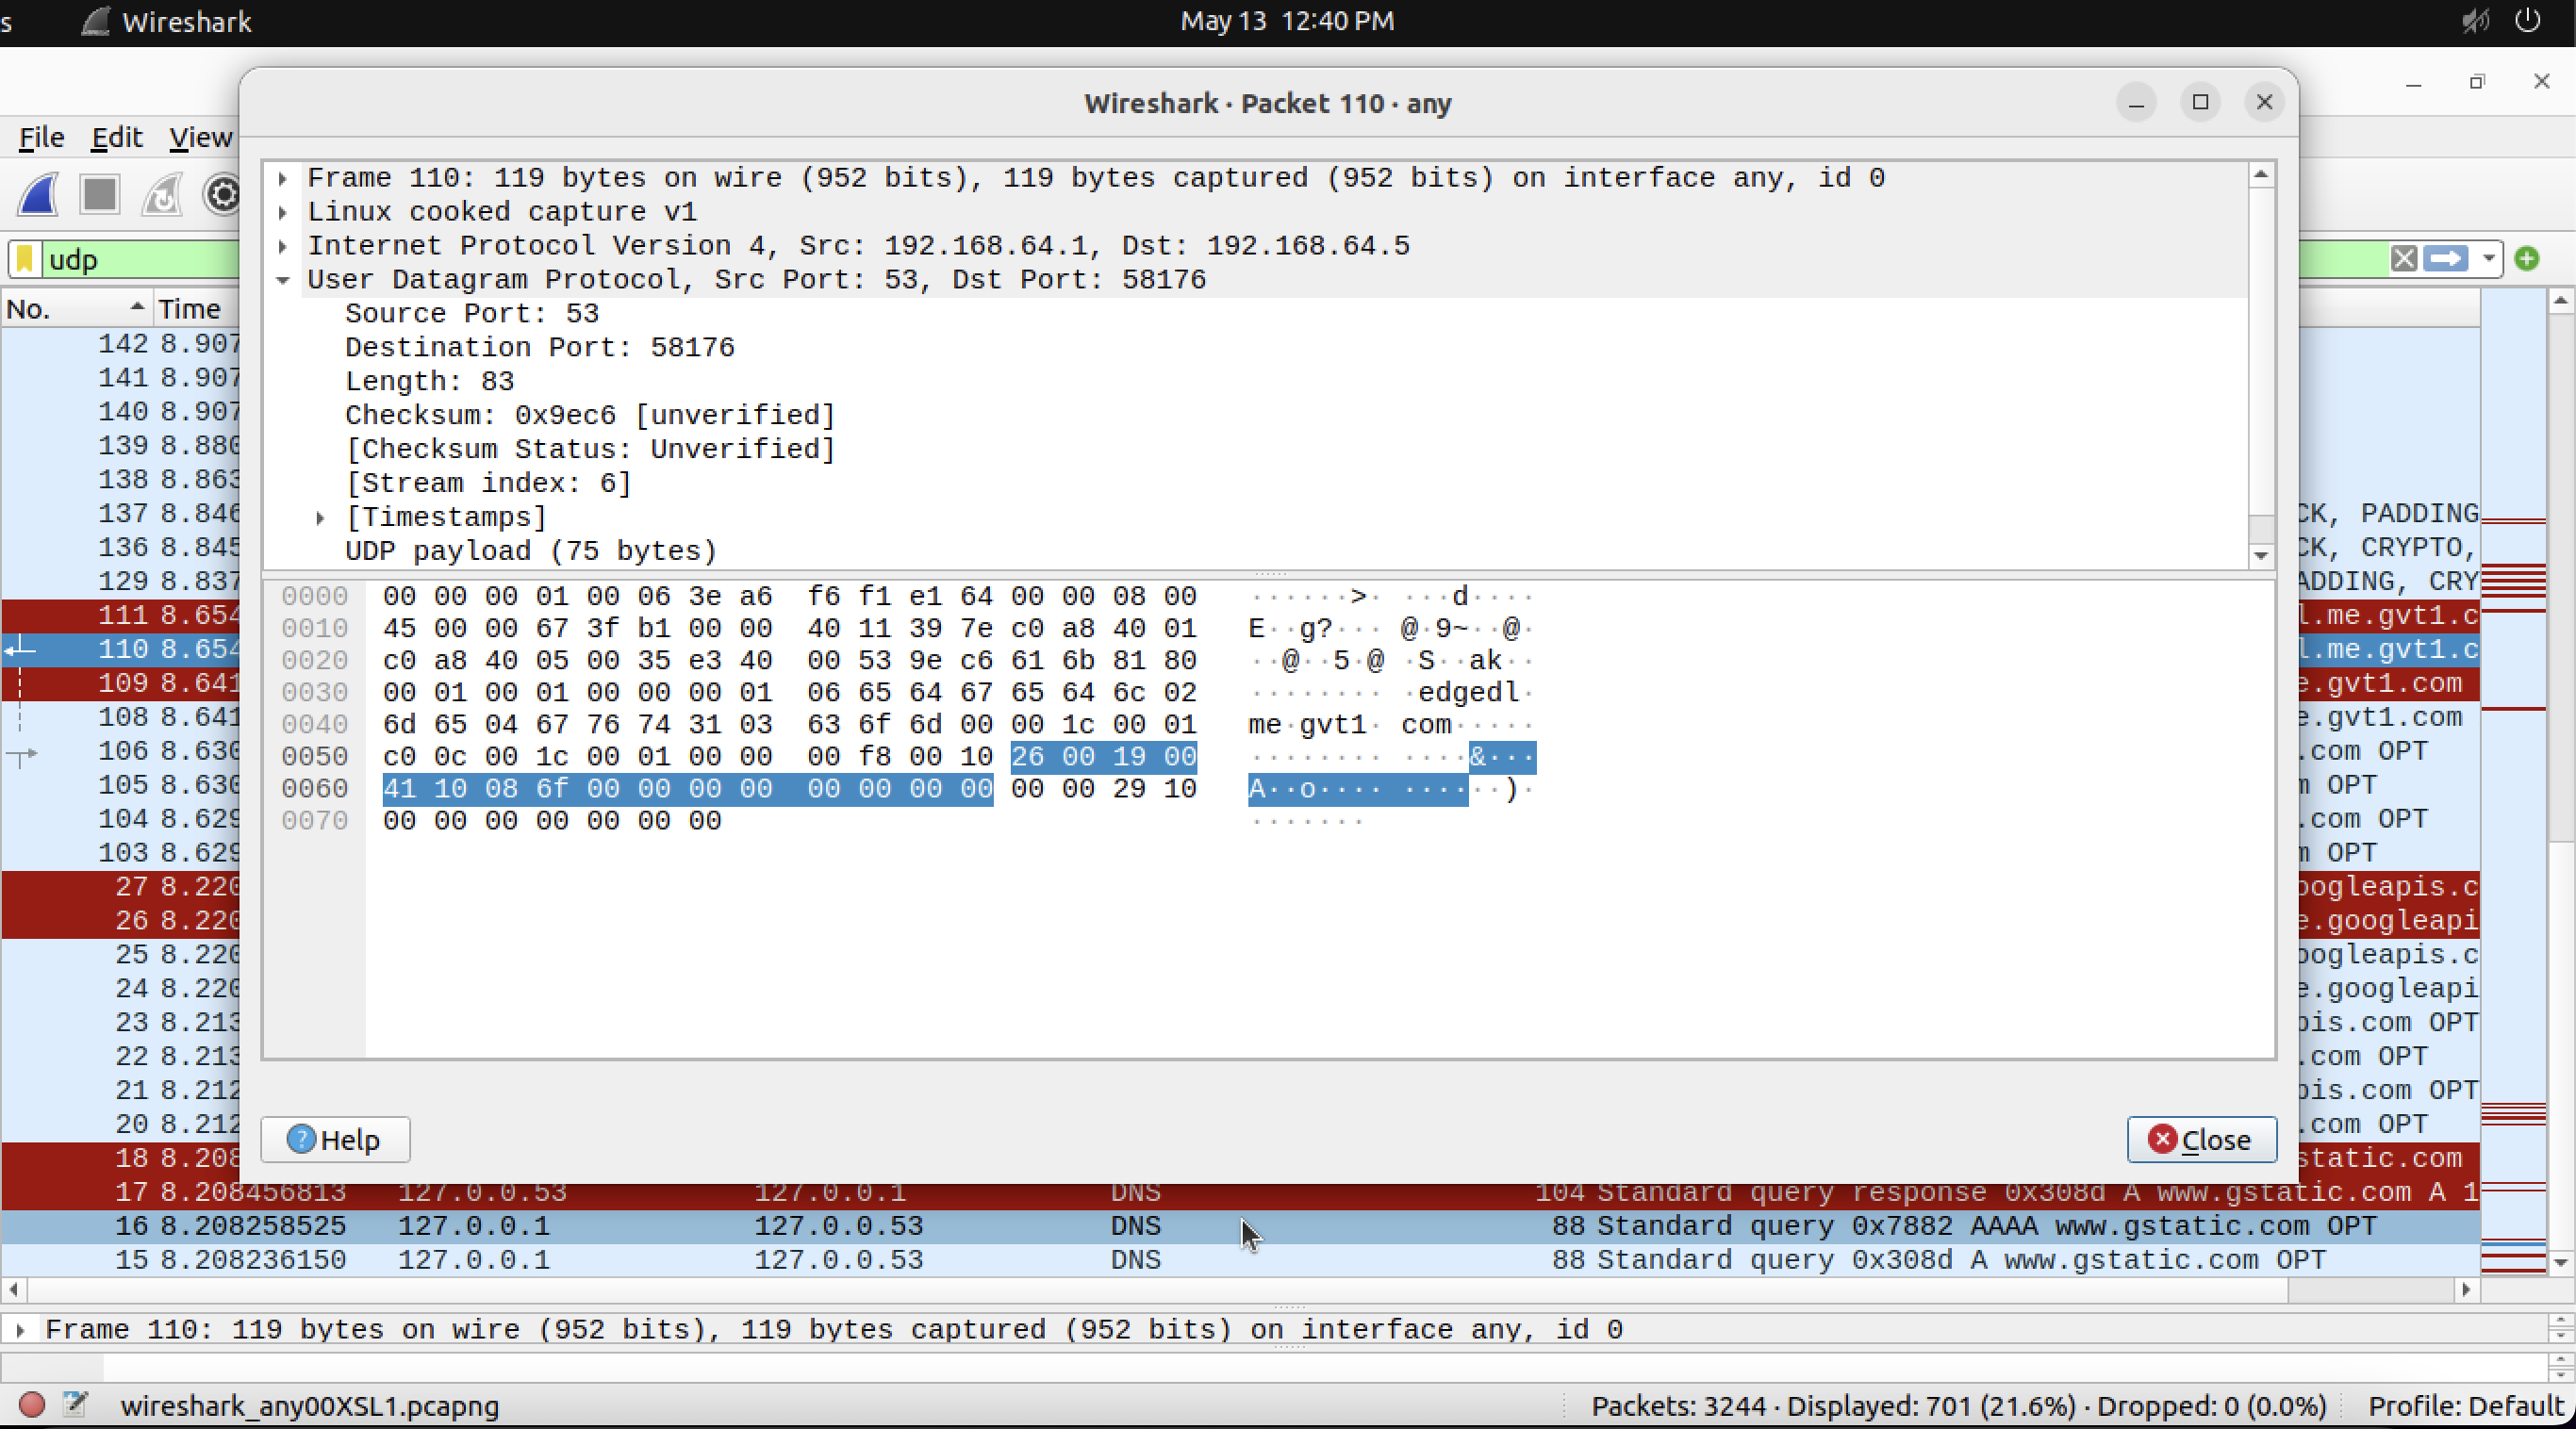 s Wireshark May 13 12:40 PM
Wireshark · Packet 110 · any
File Edit View
Frame 110: 119 bytes on wire (952 bits), 119 bytes captured (952 bits) on interface any, id 0
Linux cooked capture v1
Internet Protocol Version 4, Src: 192.168.64.1, Dst: 192.168.64.5
udp
User Datagram Protocol, Src Port: 53, Dst Port: 58176
Source Port: 53
Destination Port: 58176
Length: 83
Checksum: 0x9ec6 [unverified]
[Checksum Status: Unverified]
[Stream index: 6]
[Timestamps]
UDP payload (75 bytes)
0000 00 00 00 01 00 06 3e a6 f6 f1 e1 64 00 00 08 00 ······>· ···d····
0010 45 00 00 67 3f b1 00 00 40 11 39 7e c0 a8 40 01 E··g?··· @·9~··@·
0020 c0 a8 40 05 00 35 e3 40 00 53 9e c6 61 6b 81 80 ··@··5·@ ·S··ak··
0030 00 01 00 01 00 00 00 01 06 65 64 67 65 64 6c 02 ········ ·edgedl·
0040 6d 65 04 67 76 74 31 03 63 6f 6d 00 00 1c 00 01 me·gvt1· com·····
0050 c0 0c 00 1c 00 01 00 00 00 f8 00 10 26 00 19 00 ········ ····&···
0060 41 10 08 6f 00 00 00 00 00 00 00 00 00 00 29 10 A··o···· ······)·
0070 00 00 00 00 00 00 00 ·······
Help Close
No. Time
142 8.907
141 8.907
140 8.907
139 8.880
138 8.863
137 8.846 CK, PADDING
136 8.845 CK, CRYPTO,
129 8.837 ADDING, CRY
111 8.654 l.me.gvt1.c
110 8.654 l.me.gvt1.c
109 8.641 e.gvt1.com
108 8.641 e.gvt1.com
106 8.630 .com OPT
105 8.630 m OPT
104 8.629 .com OPT
103 8.629 m OPT
27 8.220 oogleapis.c
26 8.220 e.googleapi
25 8.220 oogleapis.c
24 8.220 e.googleapi
23 8.213 pis.com OPT
22 8.213 .com OPT
21 8.212 pis.com OPT
20 8.212 .com OPT
18 8.208 static.com
17 8.208456813 127.0.0.53 127.0.0.1 DNS 104 Standard query response 0x308d A www.gstatic.com A 1
16 8.208258525 127.0.0.1 127.0.0.53 DNS 88 Standard query 0x7882 AAAA www.gstatic.com OPT
15 8.208236150 127.0.0.1 127.0.0.53 DNS 88 Standard query 0x308d A www.gstatic.com OPT
Frame 110: 119 bytes on wire (952 bits), 119 bytes captured (952 bits) on interface any, id 0
wireshark_any00XSL1.pcapng Packets: 3244 · Displayed: 701 (21.6%) · Dropped: 0 (0.0%) Profile: Default